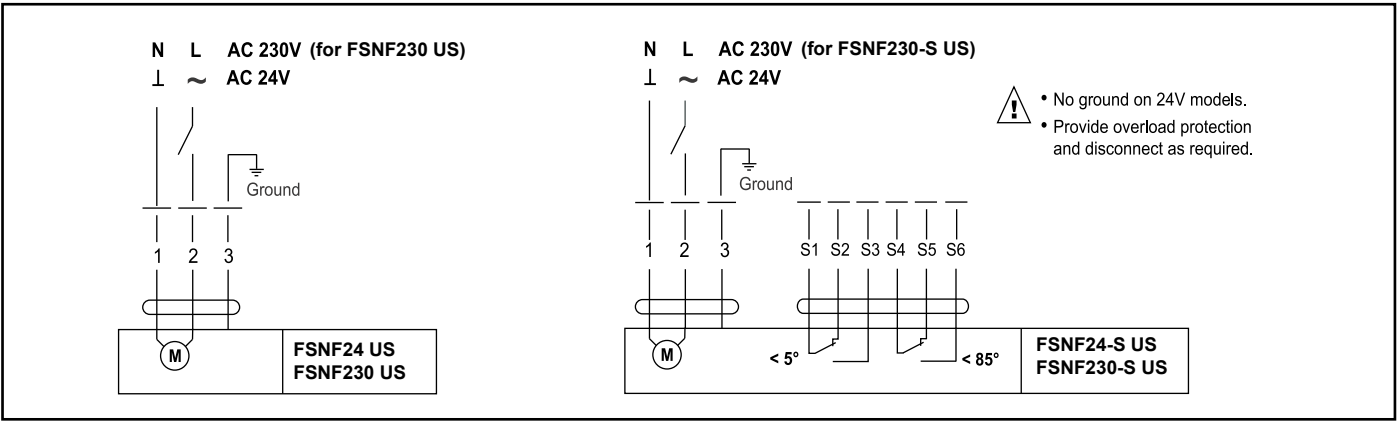 N L AC 230V (for FSNF230 US)
⊥ ~ AC 24V
Ground
1 2 3
M
FSNF24 US
FSNF230 US
N L AC 230V (for FSNF230-S US)
⊥ ~ AC 24V
Ground
1 2 3 S1 S2 S3 S4 S5 S6
M < 5° < 85°
FSNF24-S US
FSNF230-S US
!
• No ground on 24V models.
• Provide overload protection
and disconnect as required.